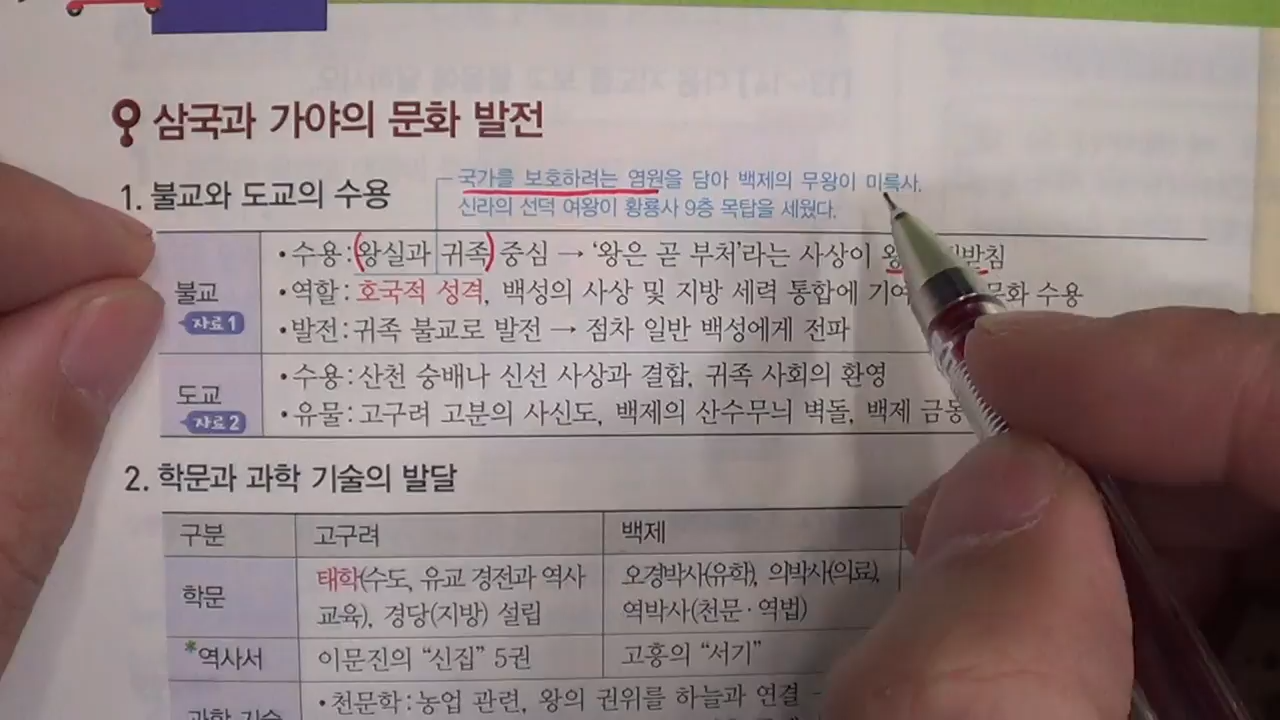 삼국과 가야의 문화 발전
1. 불교와 도교의 수용
국가를 보호하려는 염원을 담아 백제의 무왕이 미륵사,
신라의 선덕 여왕이 황룡사 9층 목탑을 세웠다.
불교
자료1
• 수용: 왕실과 귀족 중심 → ‘왕은 곧 부처’라는 사상이
• 역할: 호국적 성격, 백성의 사상 및 지방 세력 통합에 문화 수용
• 발전: 귀족 불교로 발전 → 점차 일반 백성에게 전파
도교
자료2
• 수용: 산천 숭배나 신선 사상과 결합, 귀족 사회의 환영
• 유물: 고구려 고분의 사신도, 백제의 산수무늬 벽돌, 백제
2. 학문과 과학 기술의 발달
구분 고구려 백제
학문
태학(수도, 유교 경전과 역사
교육), 경당(지방) 설립
오경박사(유학), 의박사(의료),
역박사(천문·역법)
*역사서 이문진의 “신집” 5권 고흥의 “서기”
과학 기술
• 천문학: 농업 관련, 왕의 권위를 하늘과 연결